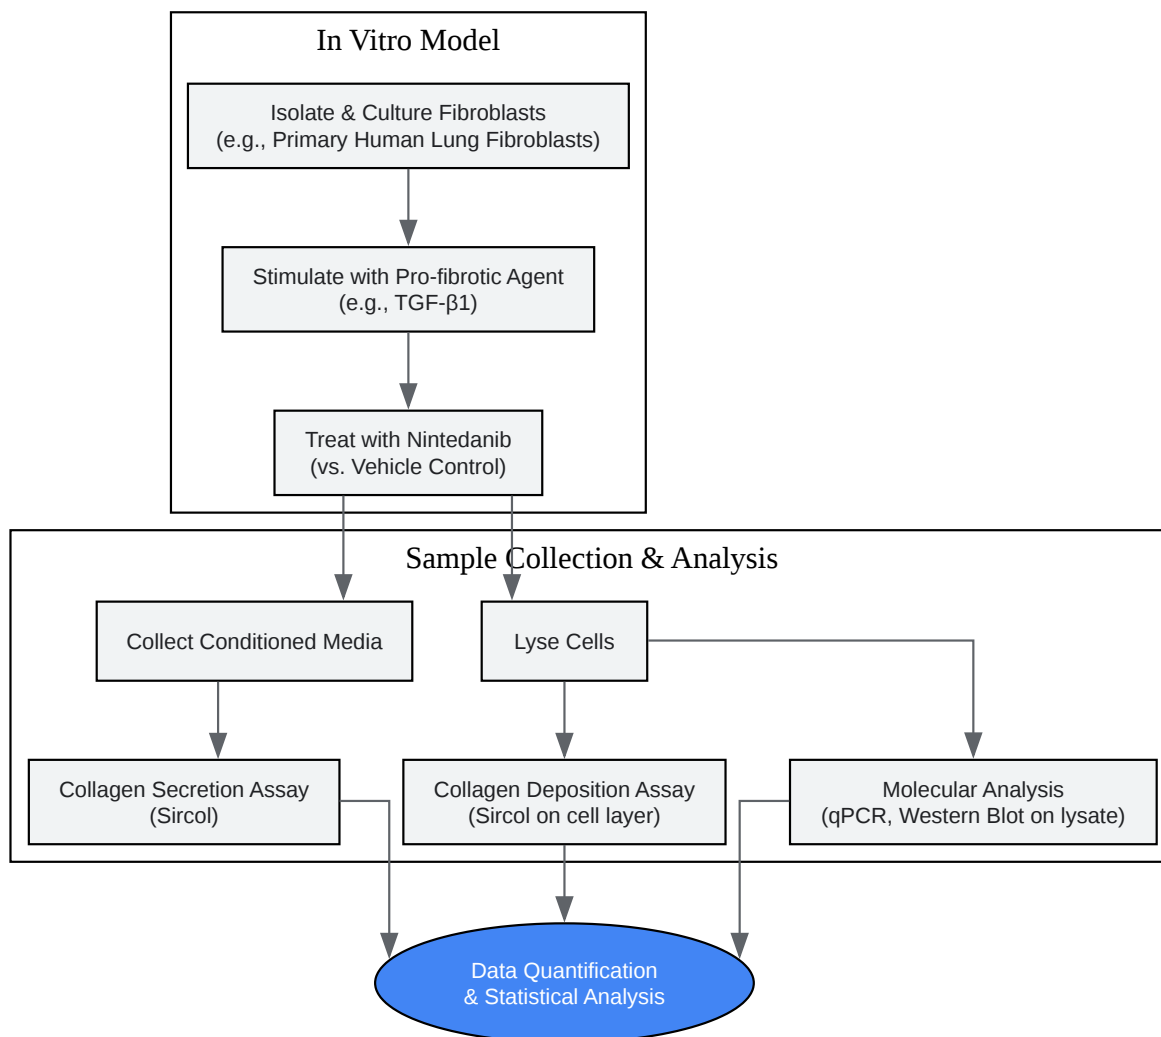 In Vitro Model
Isolate & Culture Fibroblasts
(e.g., Primary Human Lung Fibroblasts)
Stimulate with Pro-fibrotic Agent
(e.g., TGF-β1)
Treat with Nintedanib
(vs. Vehicle Control)
Sample Collection & Analysis
Collect Conditioned Media
Lyse Cells
Collagen Secretion Assay
(Sircol)
Collagen Deposition Assay
(Sircol on cell layer)
Molecular Analysis
(qPCR, Western Blot on lysate)
Data Quantification
& Statistical Analysis